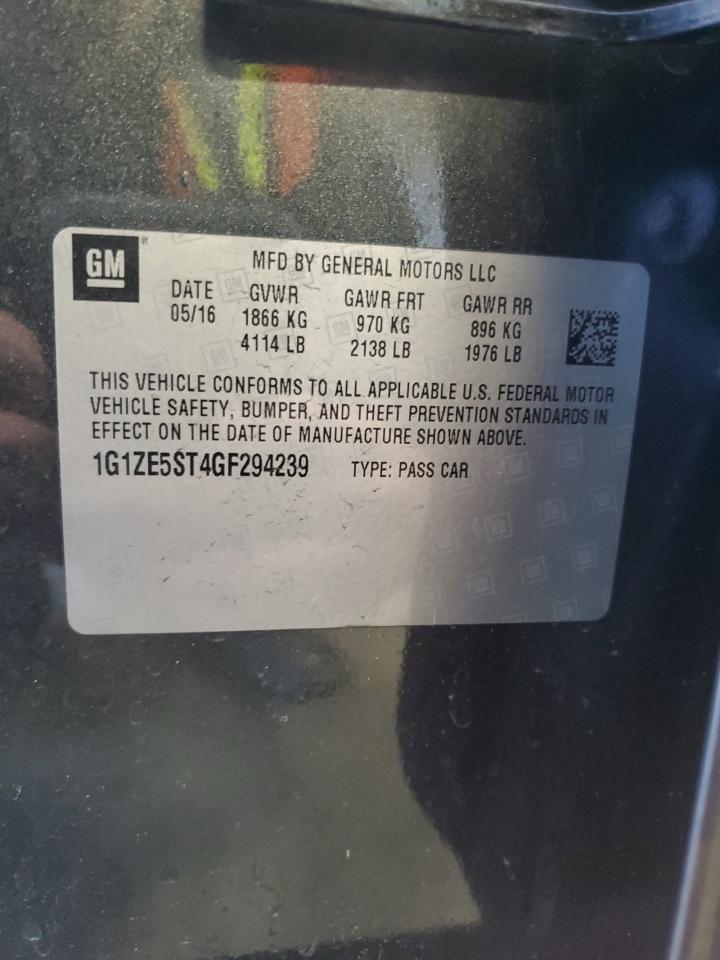 GM
MFD BY GENERAL MOTORS LLC
DATE GVWR GAWR FRT GAWR RR
05/16 1866 KG 970 KG 896 KG
4114 LB 2138 LB 1976 LB
THIS VEHICLE CONFORMS TO ALL APPLICABLE U.S. FEDERAL MOTOR
VEHICLE SAFETY, BUMPER, AND THEFT PREVENTION STANDARDS IN
EFFECT ON THE DATE OF MANUFACTURE SHOWN ABOVE.
1G1ZE5ST4GF294239 TYPE: PASS CAR